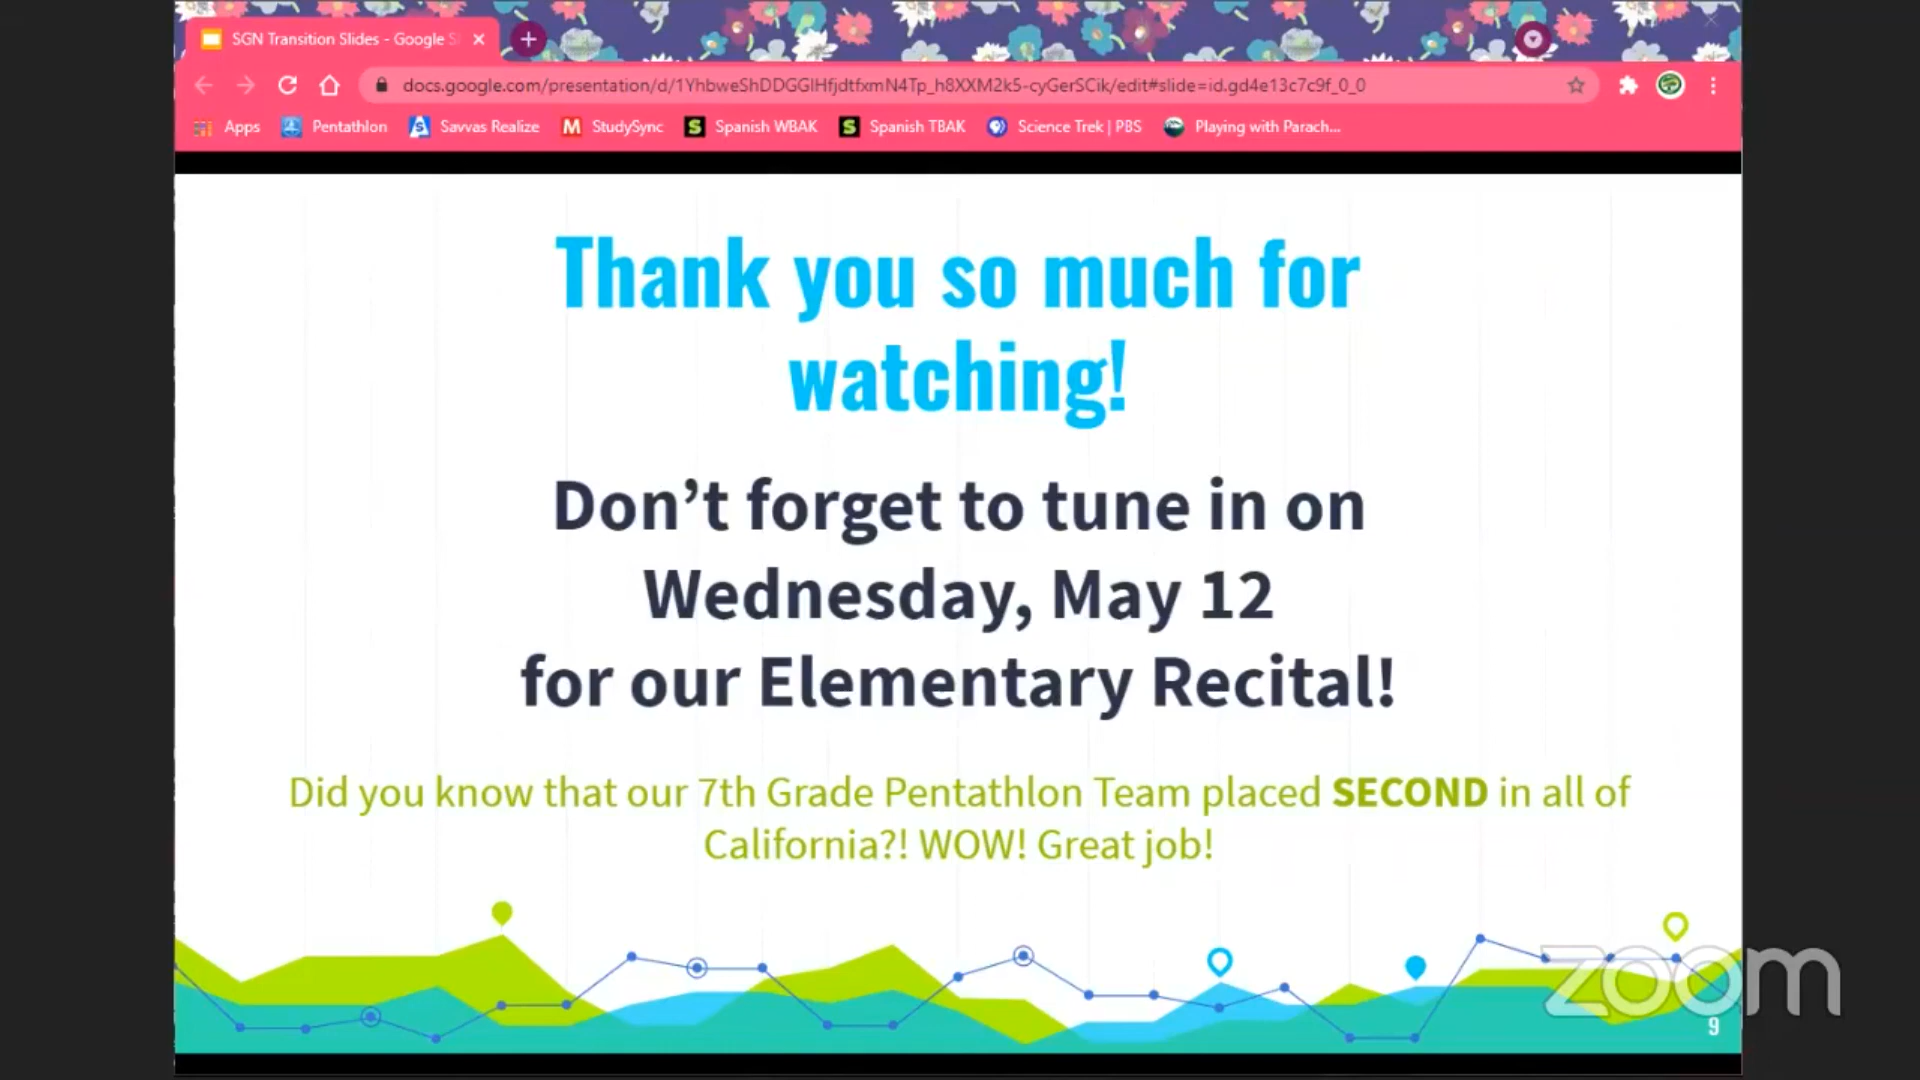 SGN Transition Slides - Google S
docs.google.com/presentation/d/1YhbweShDDGGlHfjdtfxmN4Tp_h8XXM2k5-cyGerSCik/edit#slide=id.gd4e13c7c9f_0_0
Apps Pentathlon Savvas Realize StudySync Spanish WBAK Spanish TBAK Science Trek | PBS Playing with Parach...
Thank you so much for
watching!
Don’t forget to tune in on
Wednesday, May 12
for our Elementary Recital!
Did you know that our 7th Grade Pentathlon Team placed SECOND in all of
California?! WOW! Great job!
zoom
9